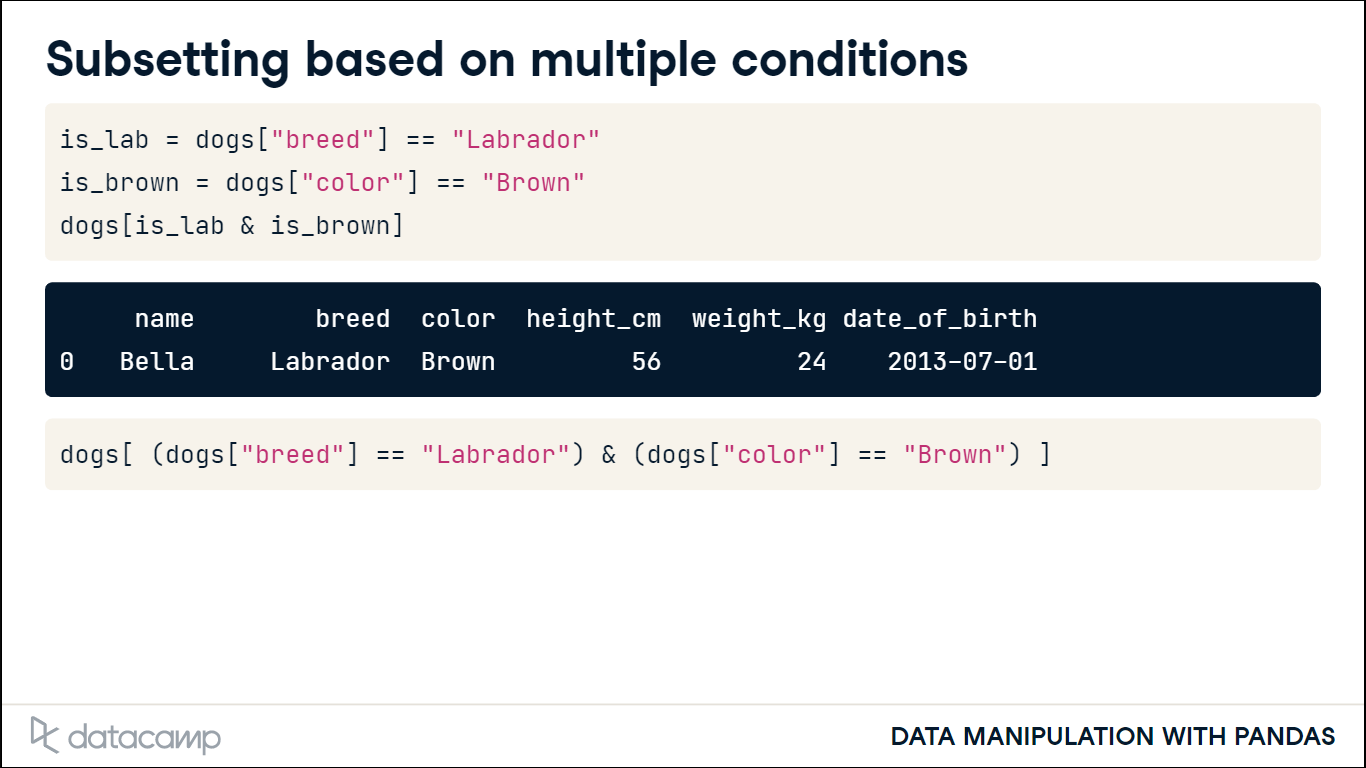 Subsetting based on multiple conditions
is_lab = dogs["breed"] == "Labrador"
is_brown = dogs["color"] == "Brown"
dogs[is_lab & is_brown]
name breed color height_cm weight_kg date_of_birth
0 Bella Labrador Brown 56 24 2013-07-01
dogs[ (dogs["breed"] == "Labrador") & (dogs["color"] == "Brown") ]
datacamp
DATA MANIPULATION WITH PANDAS